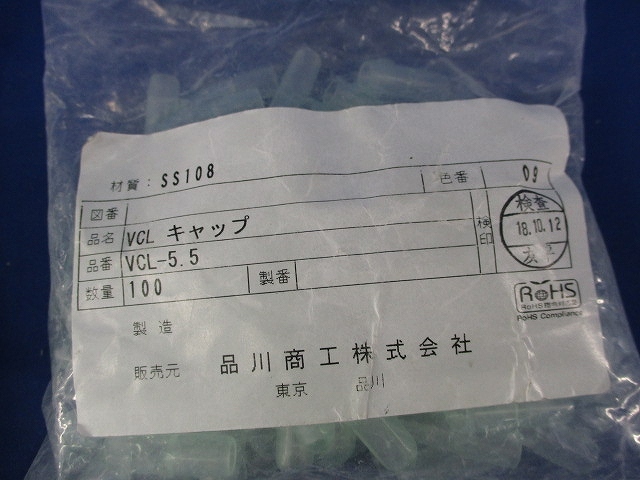 材質: SS108
色番 09
図番
品名 VCL キャップ
品番 VCL-5.5
数量 100 製番
検印
検査
18.10.12
RoHS
RoHS Compliance
製造
販売元 品川商工株式会社
東京 品川